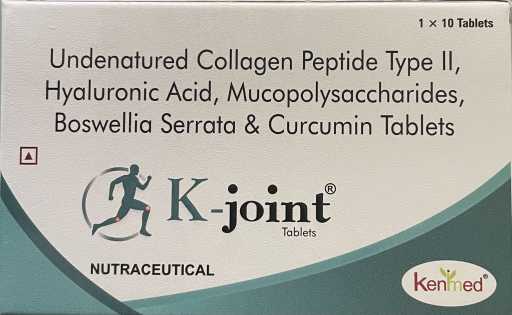 1 × 10 Tablets
Undenatured Collagen Peptide Type II,
Hyaluronic Acid, Mucopolysaccharides,
Boswellia Serrata & Curcumin Tablets
K-joint®
Tablets
NUTRACEUTICAL
Kenmed®